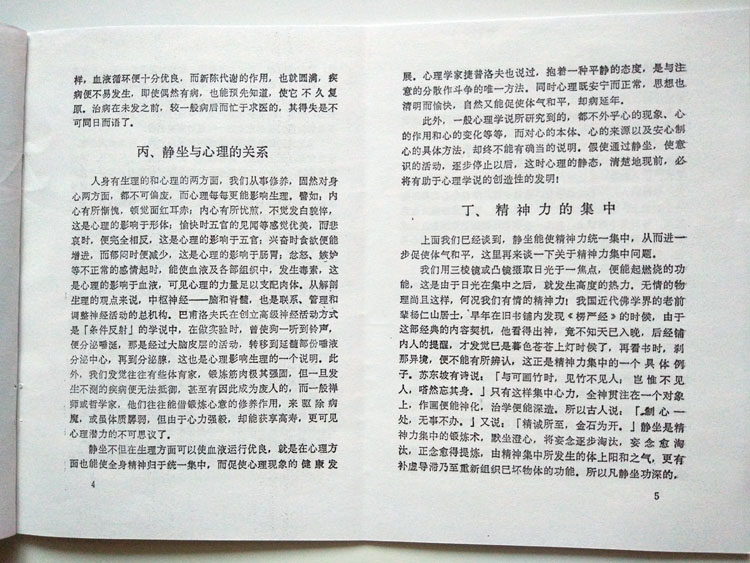 样，血液循环便十分优良，而新陈代谢的作用，也就圆满，疾
病便不易发生，即使偶然有病，也能预先知道，使它不久复
原。治病在未发之前，较一般病后而忙于求医的，其得失是不
可同日而语了。
丙、静坐与心理的关系
人身有生理的和心理的两方面，我们从事修养，固然对身
心两方面，都不可偏废，而心理每每更能影响生理。譬如：内
心有所惭愧，顿觉面红耳赤；内心有所忧煎，不觉发白貌悴，
这是心理的影响于形体；愉快时五官的见闻等感觉优美，而悲
哀时，便完全相反，这是心理的影响于五官；兴奋时食欲便能
增进，而郁闷时便减少，这是心理的影响于肠胃；忿怒、嫉妒
等不正常的感情起时，能使血液及各部组织中，发生毒素，这
是心理的影响于血液，可见心理的力量足以支配肉体。从解剖
生理的观点来说，中枢神经——脑和脊髓，也是联系、管理和
调整神经活动的总机构。巴甫洛夫氏在创立高级神经活动方式
是「条件反射」的学说中，在做实验时，曾使狗一听到铃声，
便分泌唾涎，那是经过大脑皮层的活动，转移到延髓部份唾液
分泌中心，再到分泌腺，这也是心理影响生理的一个说明。此
外，我们发觉往往有些体育家，锻炼筋肉极其强固，但一旦发
生不测的疾病便无法抵御，甚至有因此成为废人的，而一般禅
师或哲学家，他们往往能借锻炼心意的修养作用，来驱除病
魔，或虽体质孱弱，但由于心力强毅，却能获享高寿，更可见
心理潜力的不可思议了。
静坐不但在生理方面可以使血液运行优良，就是在心理方
面也能使全身精神归于统一集中，而促使心理现象的健康发
4
展。心理学家捷普洛夫也说过，抱着一种平静的态度，是与注
意的分散作斗争的唯一方法。同时心理既安宁而正常，思想也
清明而愉快，自然又能促使体气和平，却病延年。
此外，一般心理学说所研究到的，都不外乎心的现象、心
的作用和心的变化等等，而对心的本体、心的来源以及安心制
心的具体方法，却终不能有确当的说明。假使通过静坐，使意
识的活动，逐步停止以后，这时心理的静态，清楚地现前，必
将有助于心理学说的创造性的发明！
丁、精神力的集中
上面我们已经谈到，静坐能使精神力统一集中，从而进一
步促使体气和平，这里再来谈一下关于精神力集中问题。
我们用三棱镜或凸镜摄取日光于一焦点，便能起燃烧的功
能，这是由于日光在集中之后，就发生高度的热力。无情的物
理尚且这样，何况我们有情的精神力！我国近代佛学界的老前
辈杨仁山居士，早年在旧书铺内发现《楞严经》的时候，由于
这部经典的内容契机，他看得出神，竟不知天已入晚，后经铺
内人的提醒，才发觉已是暮色苍苍上灯时候了，再看书时，刹
那异境，便不能有所辨认，这正是精神力集中的一个具体例
子。苏东坡有诗说：「与可画竹时，见竹不见人；岂惟不见
人，嗒然忘其身。」只有这样集中心力，全神贯注在一个对象
上，作画便能神化，治学便能深造。所以古人说：「制心一
处，无事不办。」又说：「精诚所至，金石为开。」静坐是精
神力集中的锻炼术，默坐澄心，将妄念逐步淘汰，妄念愈淘
汰，正念愈得提炼，由精神集中所发生的体上阳和之气，更有
补虚导滞乃至重新组织已坏物体的功能。所以凡静坐功深的，
5